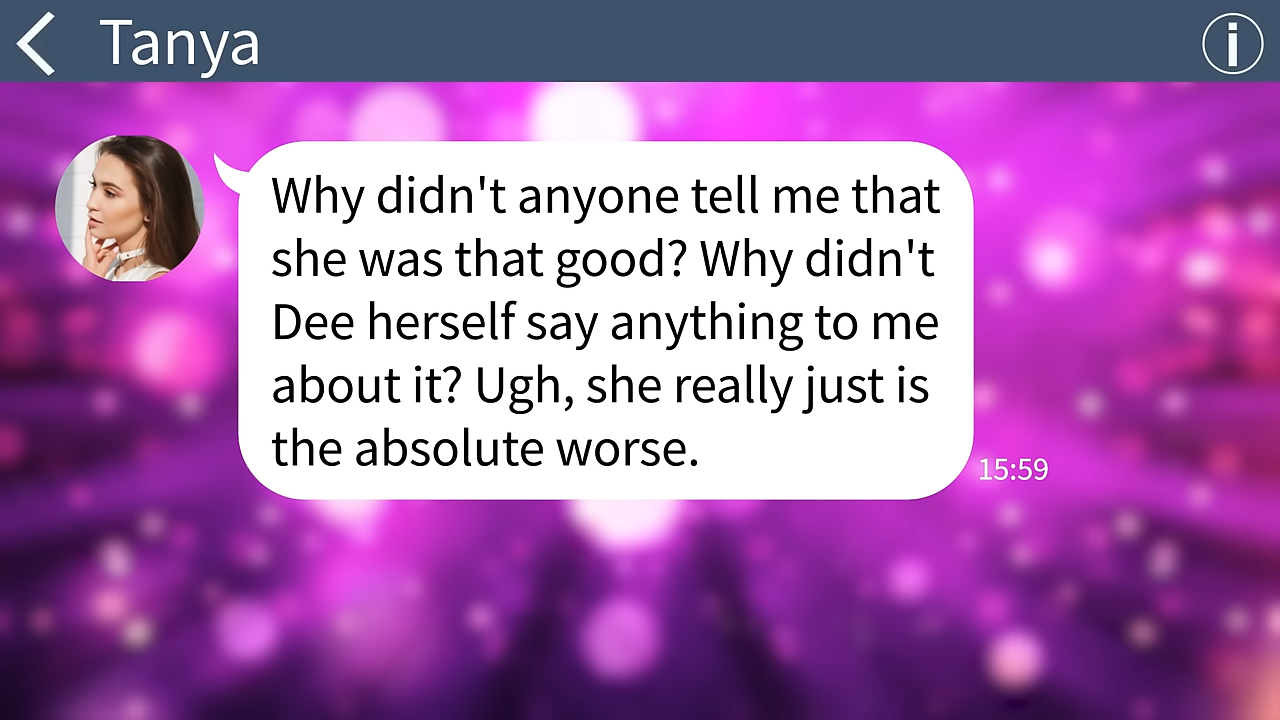 Tanya
Why didn't anyone tell me that
she was that good? Why didn't
Dee herself say anything to me
about it? Ugh, she really just is
the absolute worse.
15:59